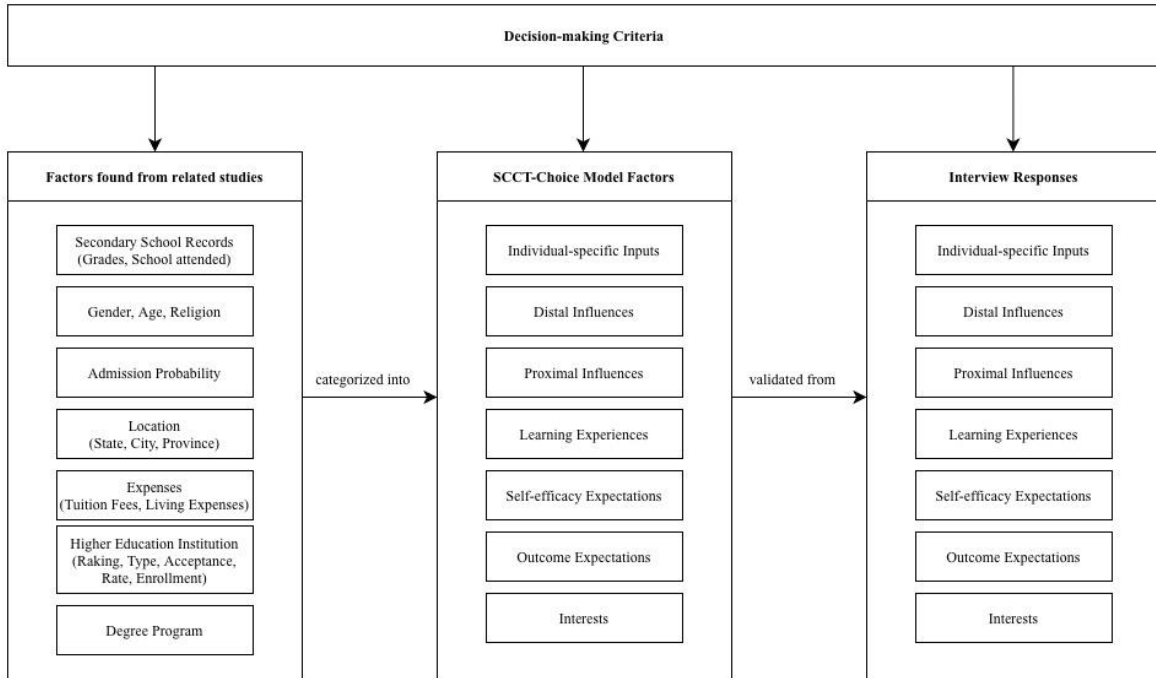 Decision-making Criteria
Factors found from related studies
Secondary School Records
(Grades, School attended)
Gender, Age, Religion
Admission Probability
Location
(State, City, Province)
Expenses
(Tuition Fees, Living Expenses)
Higher Education Institution
(Raking, Type, Acceptance,
Rate, Enrollment)
Degree Program
categorized into
SCCT-Choice Model Factors
Individual-specific Inputs
Distal Influences
Proximal Influences
Learning Experiences
Self-efficacy Expectations
Outcome Expectations
Interests
validated from
Interview Responses
Individual-specific Inputs
Distal Influences
Proximal Influences
Learning Experiences
Self-efficacy Expectations
Outcome Expectations
Interests